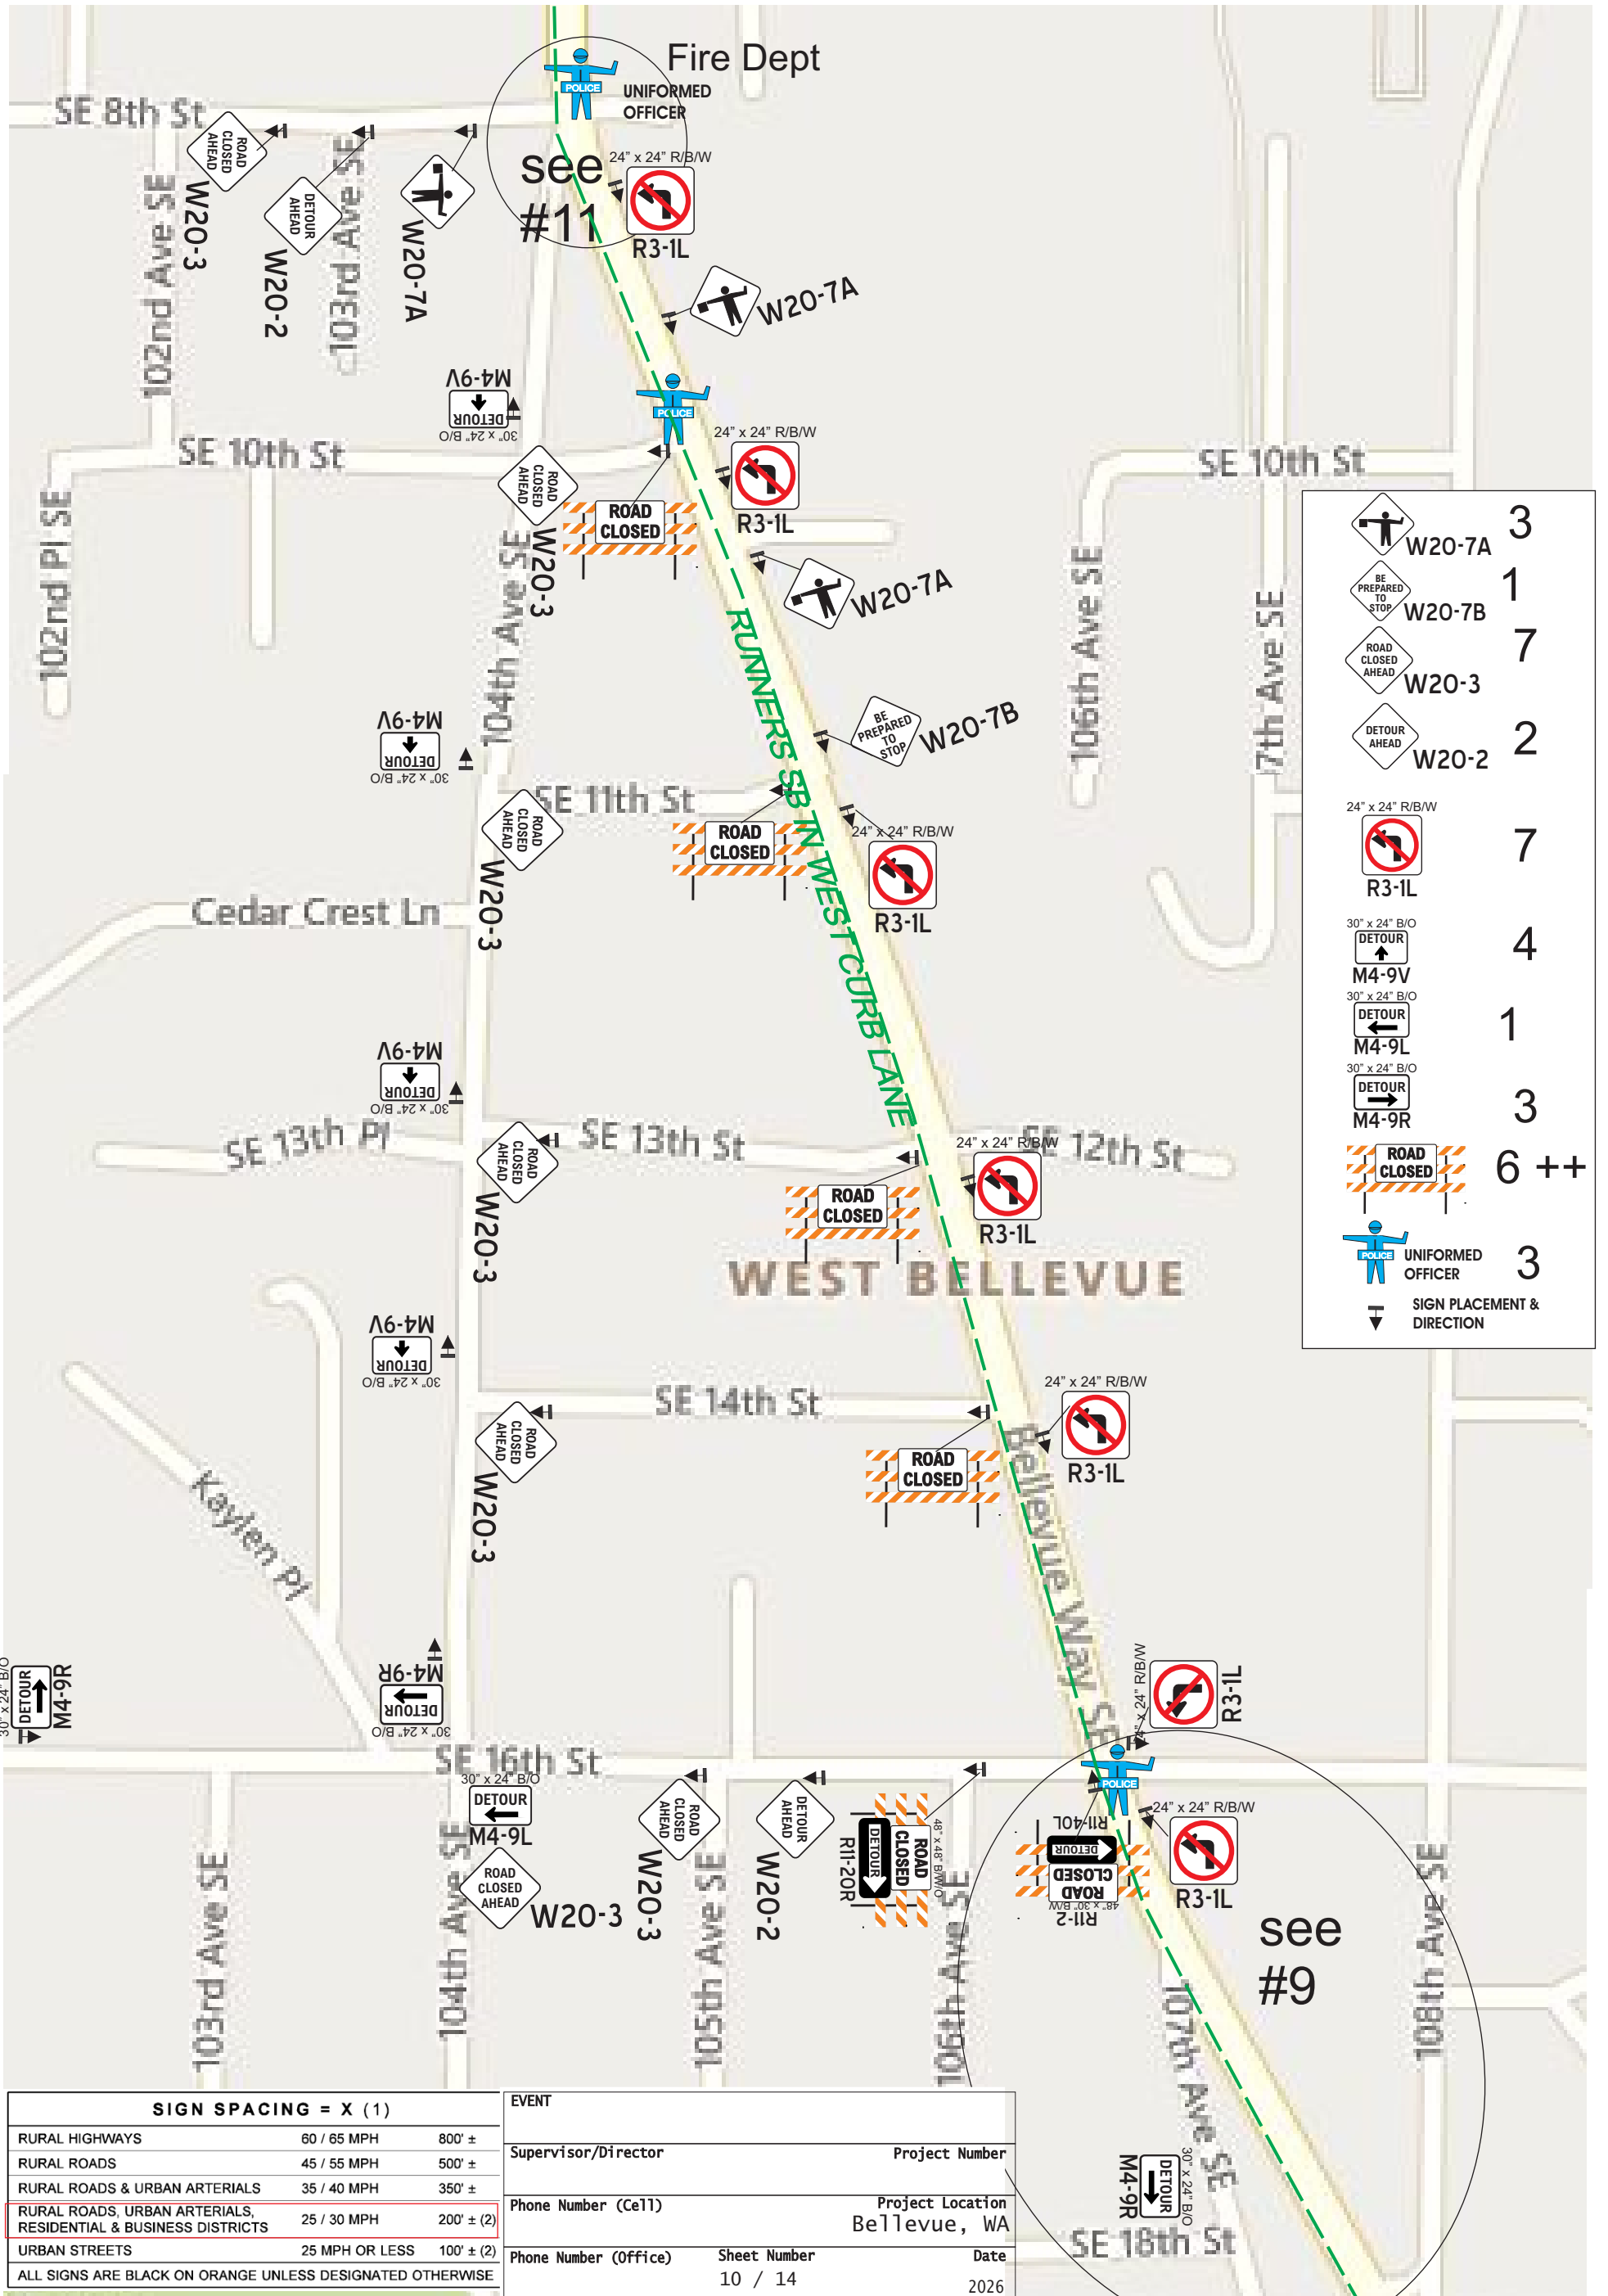 Fire Dept
POLICE
UNIFORMED
OFFICER
SE 8th St
ROAD
CLOSED
AHEAD
W20-3
DETOUR
AHEAD
W20-2
W20-7A
102nd Ave SE
103rd Ave SE
see
#11
24" x 24" R/B/W
R3-1L
W20-7A
M4-9V
DETOUR
30" x 24" B/O
POLICE
SE 10th St
ROAD
CLOSED
AHEAD
W20-3
ROAD
CLOSED
24" x 24" R/B/W
R3-1L
W20-7A
SE 10th St
102nd Pl SE
104th Ave SE
106th Ave SE
7th Ave SE
RUNNERS SB IN WEST CURB LANE
BE
PREPARED
TO
STOP
W20-7B
M4-9V
DETOUR
30" x 24" B/O
SE 11th St
ROAD
CLOSED
AHEAD
W20-3
ROAD
CLOSED
24" x 24" R/B/W
R3-1L
Cedar Crest Ln
M4-9V
DETOUR
30" x 24" B/O
SE 13th Pl
SE 13th St
SE 12th St
ROAD
CLOSED
AHEAD
W20-3
ROAD
CLOSED
24" x 24" R/B/W
R3-1L
WEST BELLEVUE
M4-9V
DETOUR
30" x 24" B/O
SE 14th St
ROAD
CLOSED
AHEAD
W20-3
ROAD
CLOSED
24" x 24" R/B/W
R3-1L
Bellevue Way SE
Kaylen Pl
30" x 24" B/O
DETOUR
M4-9R
M4-9R
DETOUR
30" x 24" B/O
24" x 24" R/B/W
R3-1L
SE 16th St
30" x 24" B/O
DETOUR
M4-9L
ROAD
CLOSED
AHEAD
W20-3
ROAD
CLOSED
AHEAD
W20-3
DETOUR
AHEAD
W20-2
48" x 48" B/W/O
ROAD
CLOSED
DETOUR
R11-20R
POLICE
R11-40L
DETOUR
ROAD
CLOSED
48" x 30" B/W
R11-2
24" x 24" R/B/W
R3-1L
see
#9
103rd Ave SE
104th Ave SE
105th Ave SE
106th Ave SE
107th Ave SE
108th Ave SE
30" x 24" B/O
DETOUR
M4-9R
SE 18th St
W20-7A 3
BE
PREPARED
TO
STOP
W20-7B 1
ROAD
CLOSED
AHEAD
W20-3 7
DETOUR
AHEAD
W20-2 2
24" x 24" R/B/W
R3-1L 7
30" x 24" B/O
DETOUR
M4-9V 4
30" x 24" B/O
DETOUR
M4-9L 1
30" x 24" B/O
DETOUR
M4-9R 3
ROAD
CLOSED
6 ++
POLICE
UNIFORMED
OFFICER 3
SIGN PLACEMENT &
DIRECTION
SIGN SPACING = X (1)
RURAL HIGHWAYS 60 / 65 MPH 800' ±
RURAL ROADS 45 / 55 MPH 500' ±
RURAL ROADS & URBAN ARTERIALS 35 / 40 MPH 350' ±
RURAL ROADS, URBAN ARTERIALS,
RESIDENTIAL & BUSINESS DISTRICTS 25 / 30 MPH 200' ± (2)
URBAN STREETS 25 MPH OR LESS 100' ± (2)
ALL SIGNS ARE BLACK ON ORANGE UNLESS DESIGNATED OTHERWISE
EVENT
Supervisor/Director Project Number
Phone Number (Cell) Project Location
Bellevue, WA
Phone Number (Office) Sheet Number Date
10 / 14 2026